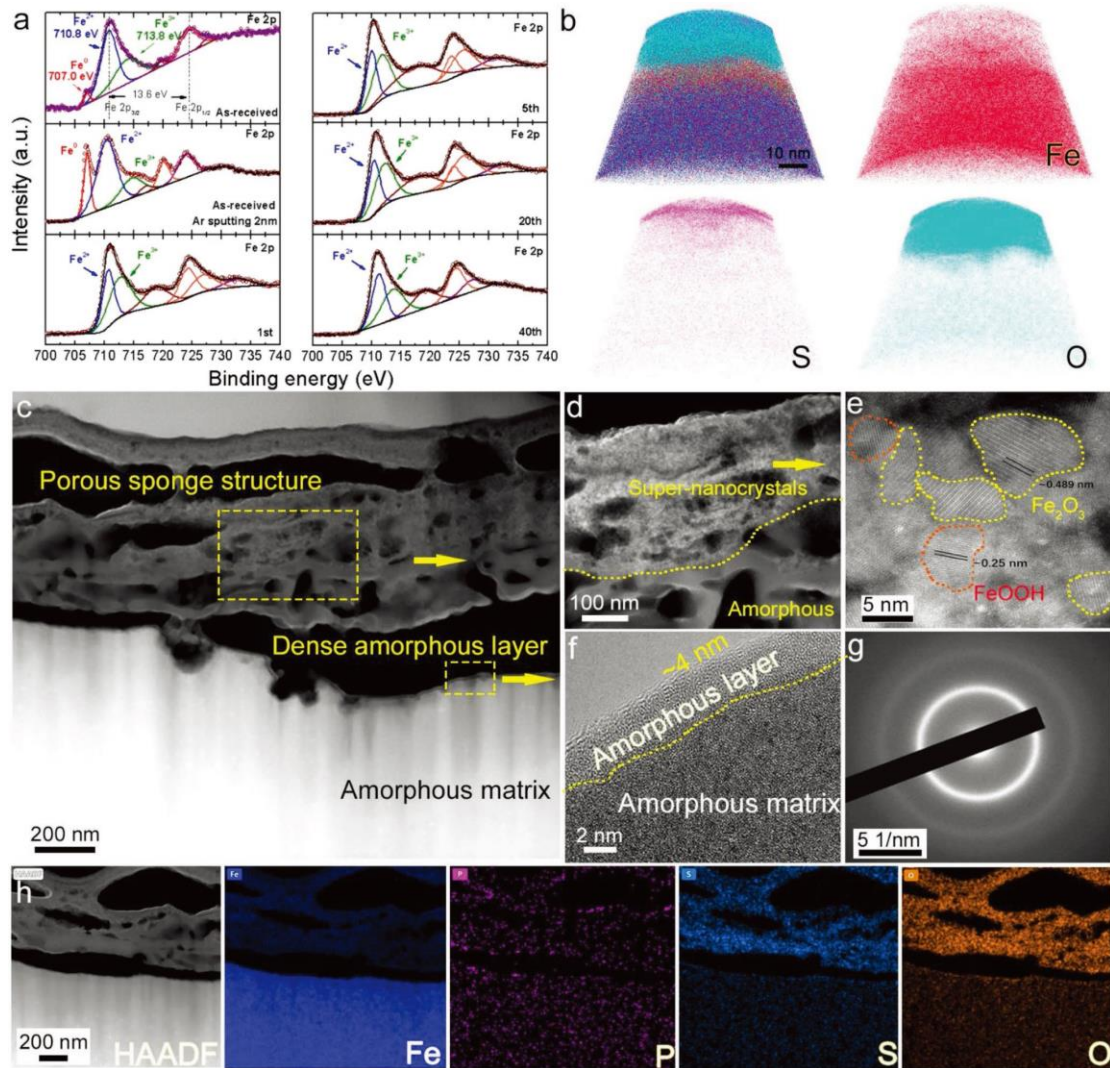 a
Intensity (a.u.)
Binding energy (eV)
Fe²⁺
710.8 eV
Fe³⁺
713.8 eV
Fe⁰
707.0 eV
13.6 eV
Fe 2p₃/₂
Fe 2p₁/₂
Fe 2p
As-received
Fe⁰
Fe²⁺
Fe³⁺
Fe 2p
As-received
Ar sputting 2nm
Fe²⁺
Fe³⁺
Fe 2p
1st
700 705 710 715 720 725 730 735 740
Fe²⁺
Fe³⁺
Fe 2p
5th
Fe²⁺
Fe³⁺
Fe 2p
20th
Fe²⁺
Fe³⁺
Fe 2p
40th
700 705 710 715 720 725 730 735 740
b
10 nm
Fe
S
O
c
Porous sponge structure
Dense amorphous layer
Amorphous matrix
200 nm
d
Super-nanocrystals
Amorphous
100 nm
e
~0.489 nm
Fe₂O₃
~0.25 nm
FeOOH
5 nm
f
~4 nm
Amorphous layer
Amorphous matrix
2 nm
g
5 1/nm
h
HAADF
200 nm
HAADF
Fe
Fe
P
P
S
S
O
O